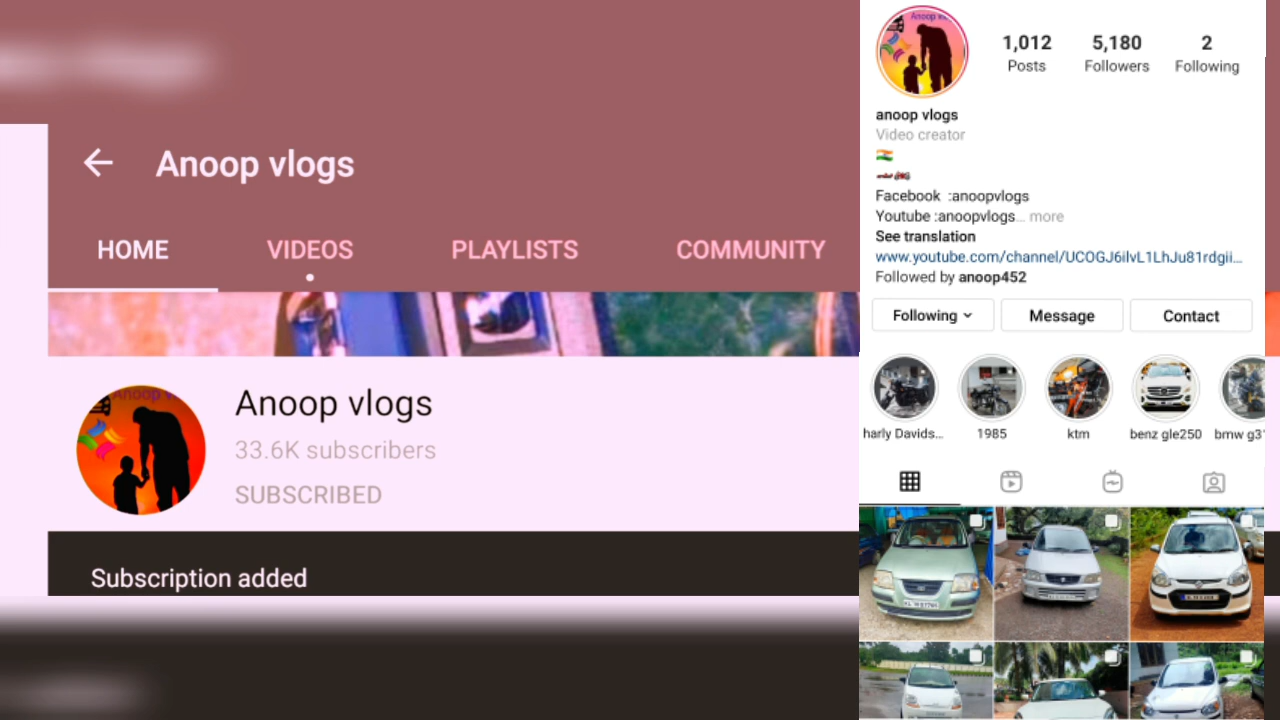 Anoop vlogs
HOME VIDEOS PLAYLISTS COMMUNITY
Anoop vlogs
33.6K subscribers
SUBSCRIBED
Subscription added
1,012 5,180 2
Posts Followers Following
anoop vlogs
Video creator
🇮🇳
Facebook :anoopvlogs
Youtube :anoopvlogs... more
See translation
www.youtube.com/channel/UCOGJ6ilvL1LhJu81rdgii...
Followed by anoop452
Following Message Contact
harly Davids... 1985 ktm benz gle250 bmw g3